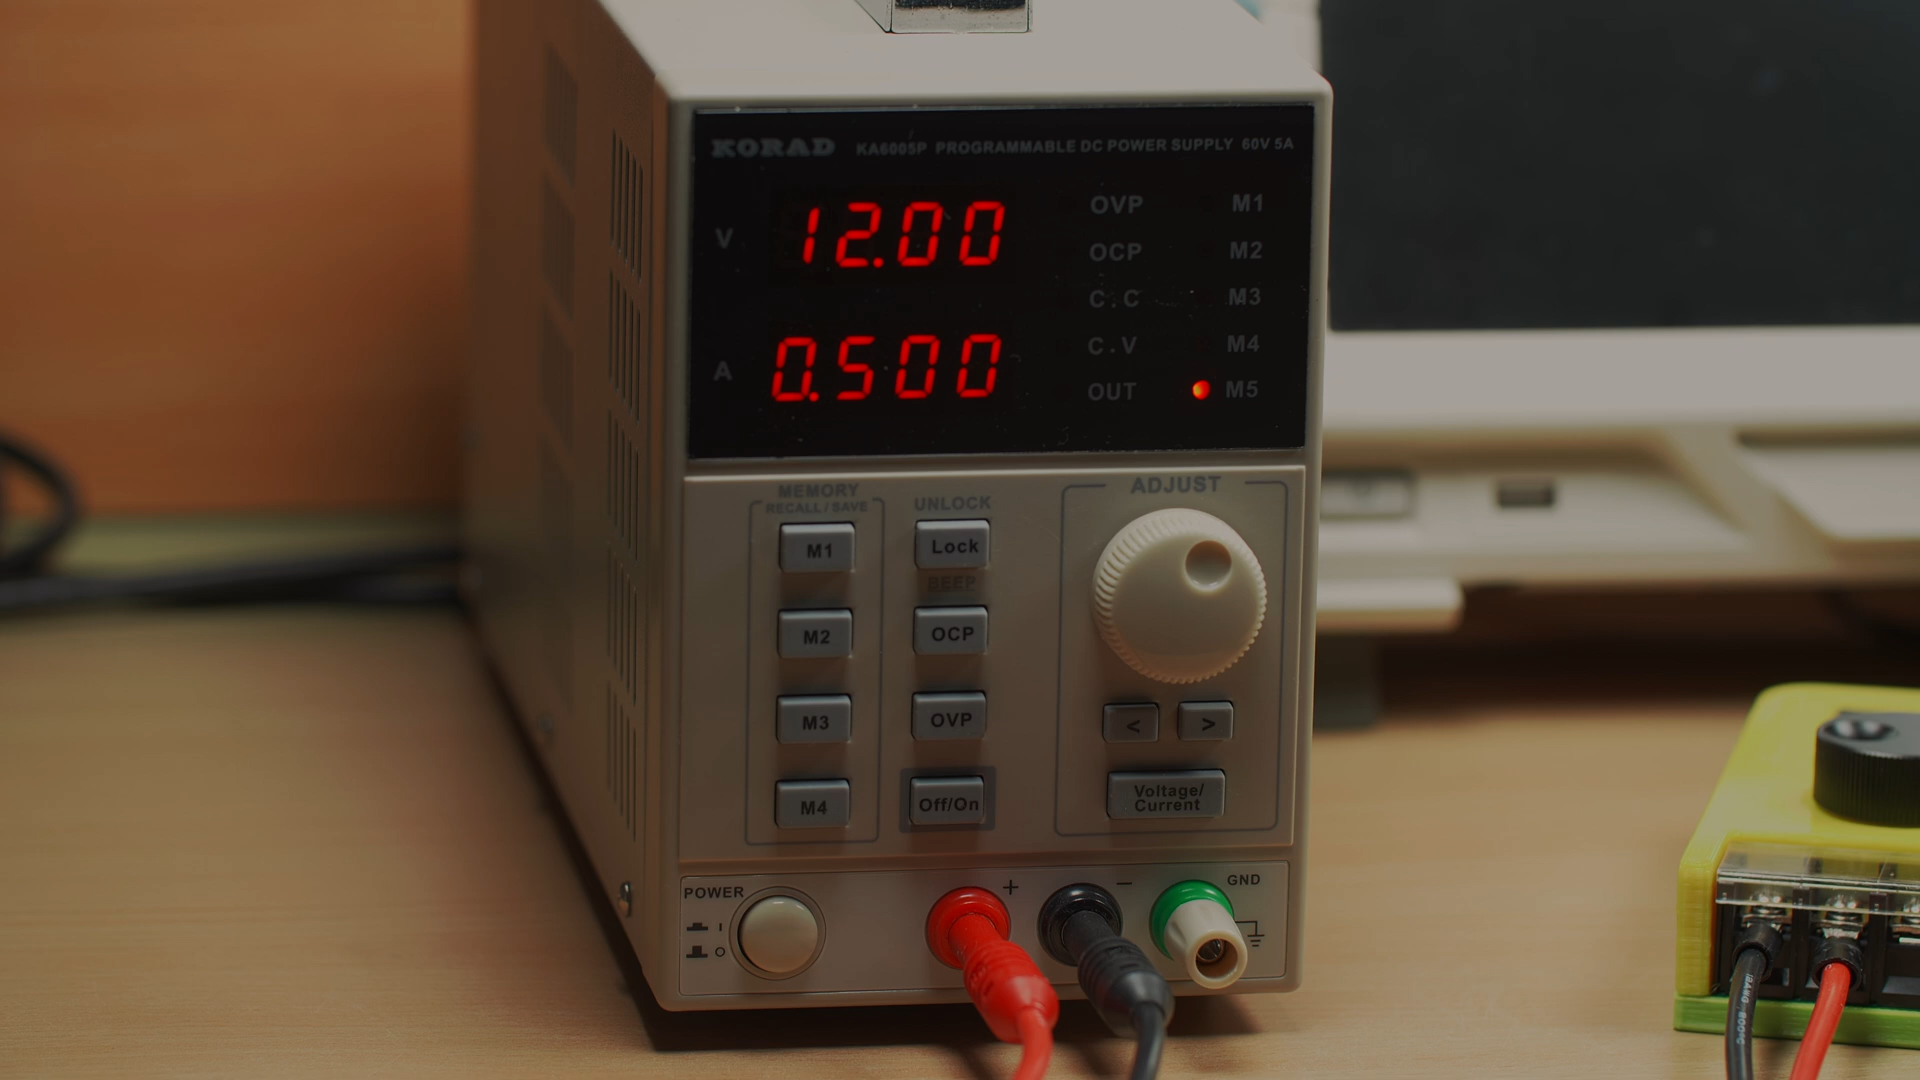 KORAD KA6005P PROGRAMMABLE DC POWER SUPPLY 60V 5A
V 12.00
A 0.500
OVP M1
OCP M2
C.C M3
C.V M4
OUT M5
MEMORY
RECALL/SAVE
M1
M2
M3
M4
UNLOCK
Lock
BEEP
OCP
OVP
Off/On
ADJUST
<
>
Voltage/
Current
POWER
I
O
+
−
GND